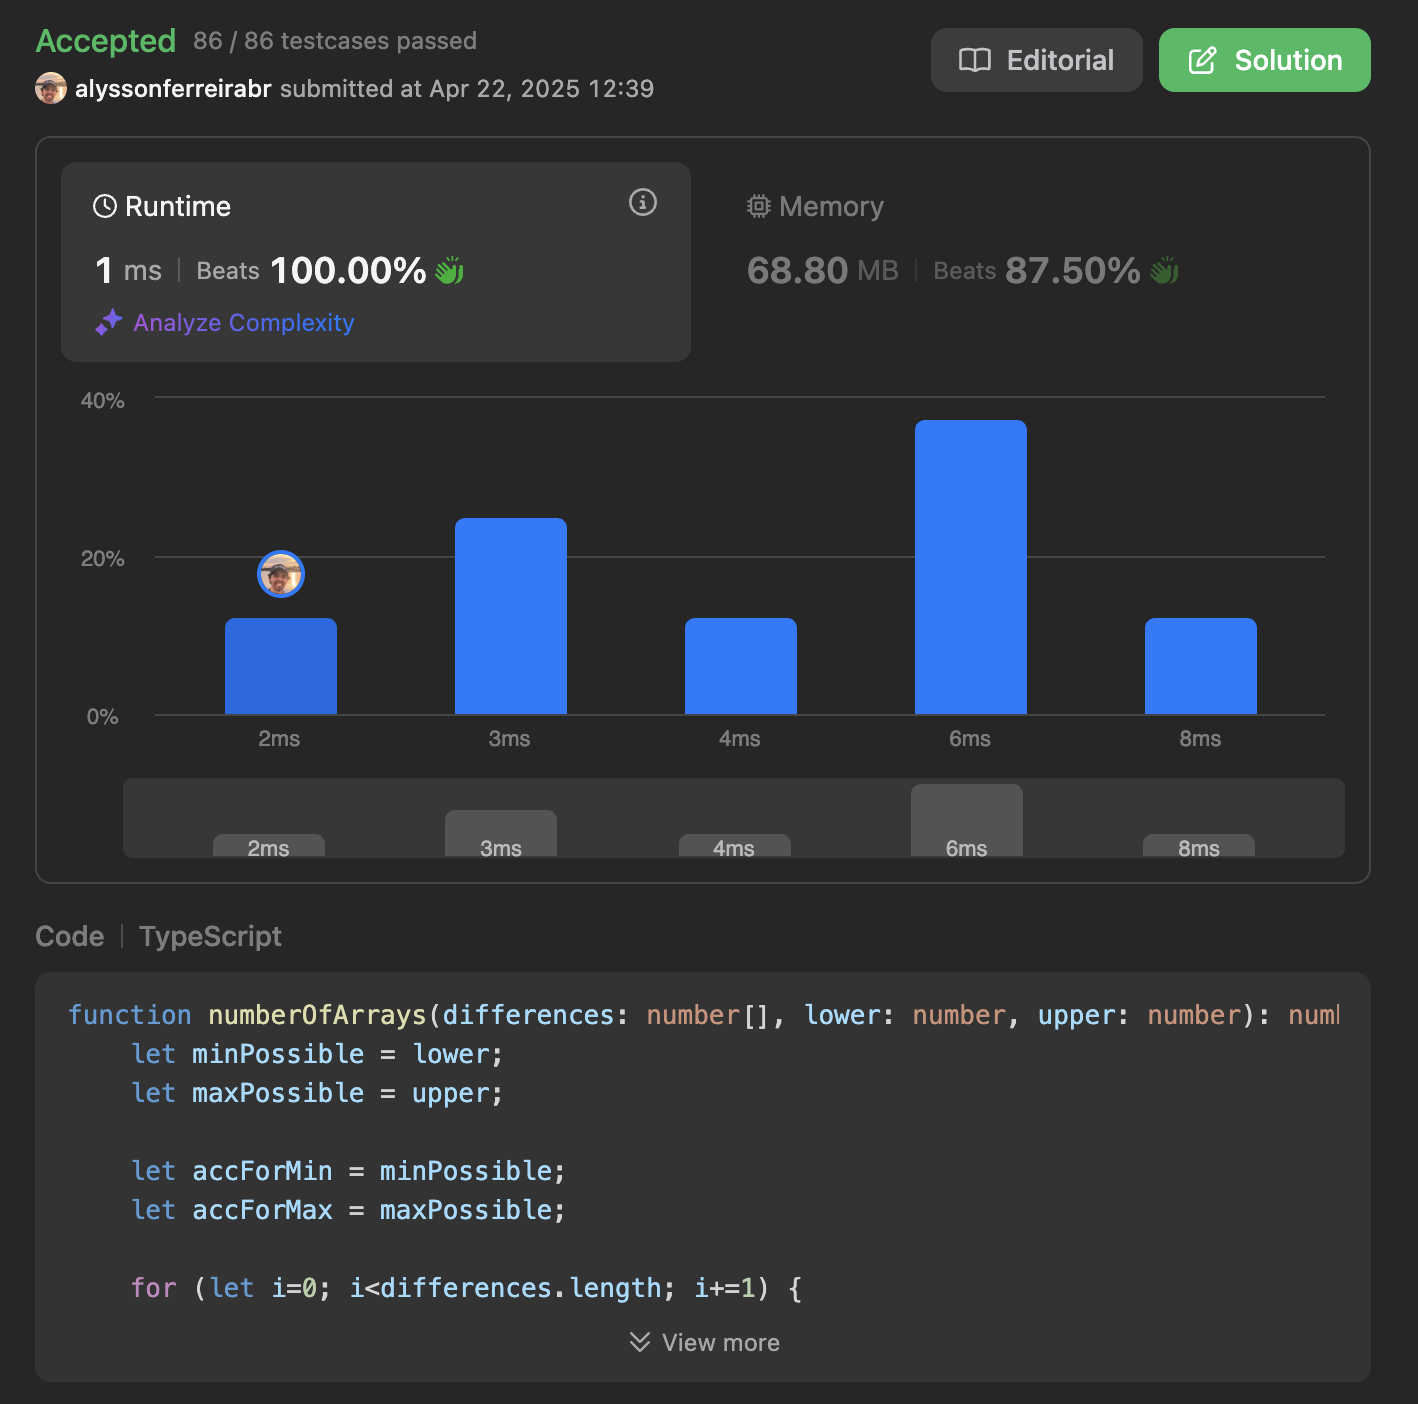 Accepted 86 / 86 testcases passed
alyssonferreirabr submitted at Apr 22, 2025 12:39
Editorial
Solution
Runtime
1 ms | Beats 100.00%
Analyze Complexity
Memory
68.80 MB | Beats 87.50%
40%
20%
0%
2ms 3ms 4ms 6ms 8ms
2ms 3ms 4ms 6ms 8ms
Code | TypeScript
function numberOfArrays(differences: number[], lower: number, upper: number):
let minPossible = lower;
let maxPossible = upper;
let accForMin = minPossible;
let accForMax = maxPossible;
for (let i=0; i<differences.length; i+=1) {
View more